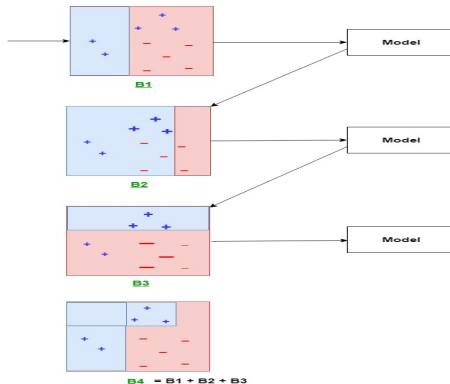 B1
Model
B2
Model
B3
Model
B4 = B1 + B2 + B3